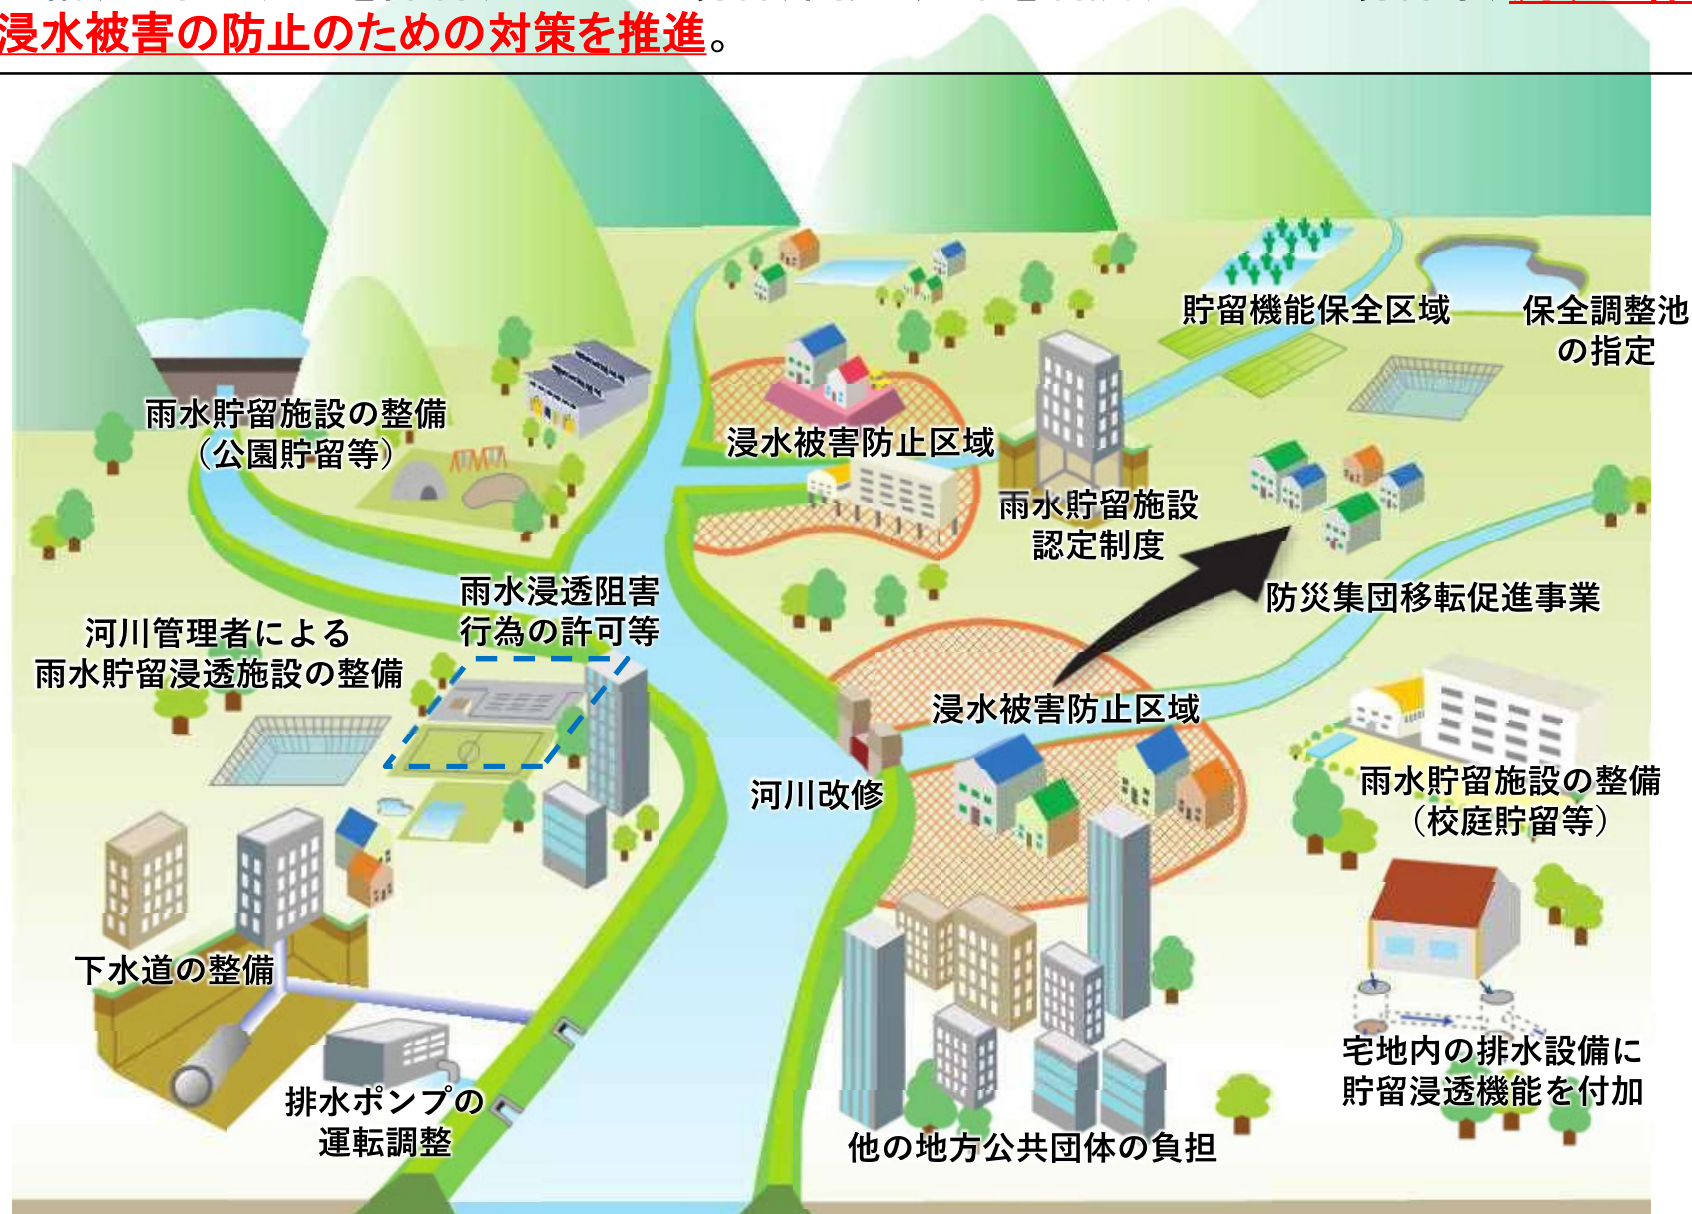 浸水被害の防止のための対策を推進。
貯留機能保全区域
保全調整池
の指定
雨水貯留施設の整備
（公園貯留等）
浸水被害防止区域
雨水貯留施設
認定制度
防災集団移転促進事業
雨水浸透阻害
行為の許可等
河川管理者による
雨水貯留浸透施設の整備
浸水被害防止区域
河川改修
雨水貯留施設の整備
（校庭貯留等）
下水道の整備
排水ポンプの
運転調整
他の地方公共団体の負担
宅地内の排水設備に
貯留浸透機能を付加